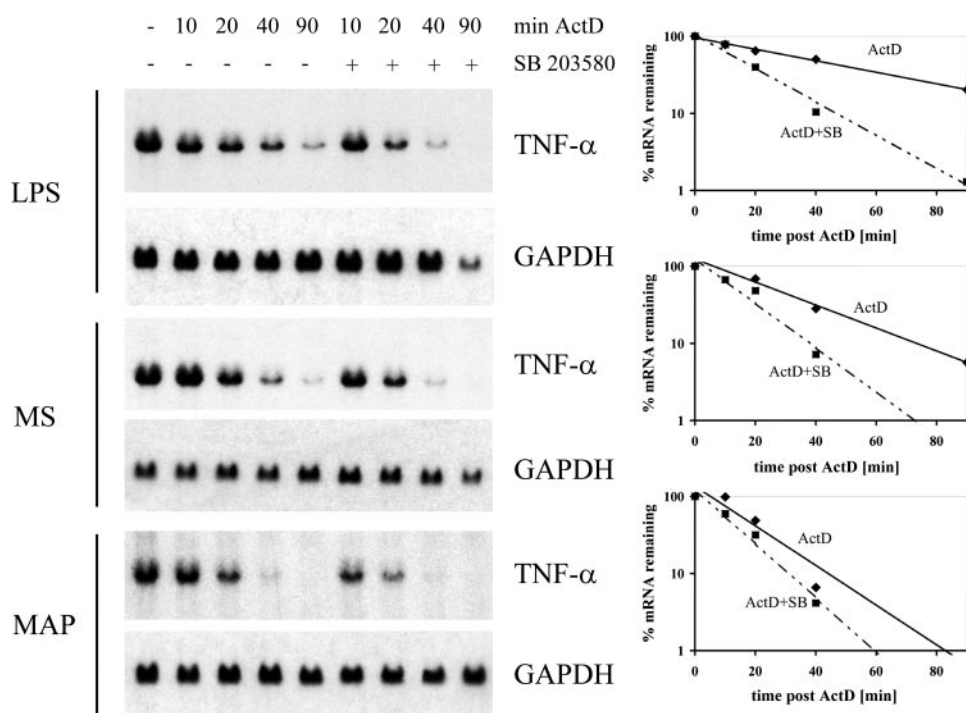 - 10 20 40 90 10 20 40 90 min ActD
- - - - - + + + + SB 203580
LPS
TNF-α
GAPDH
MS
TNF-α
GAPDH
MAP
TNF-α
GAPDH
% mRNA remaining
100
10
1
ActD
ActD+SB
0 20 40 60 80
time post ActD [min]
% mRNA remaining
100
10
1
ActD
ActD+SB
0 20 40 60 80
time post ActD [min]
% mRNA remaining
100
10
1
ActD
ActD+SB
0 20 40 60 80
time post ActD [min]